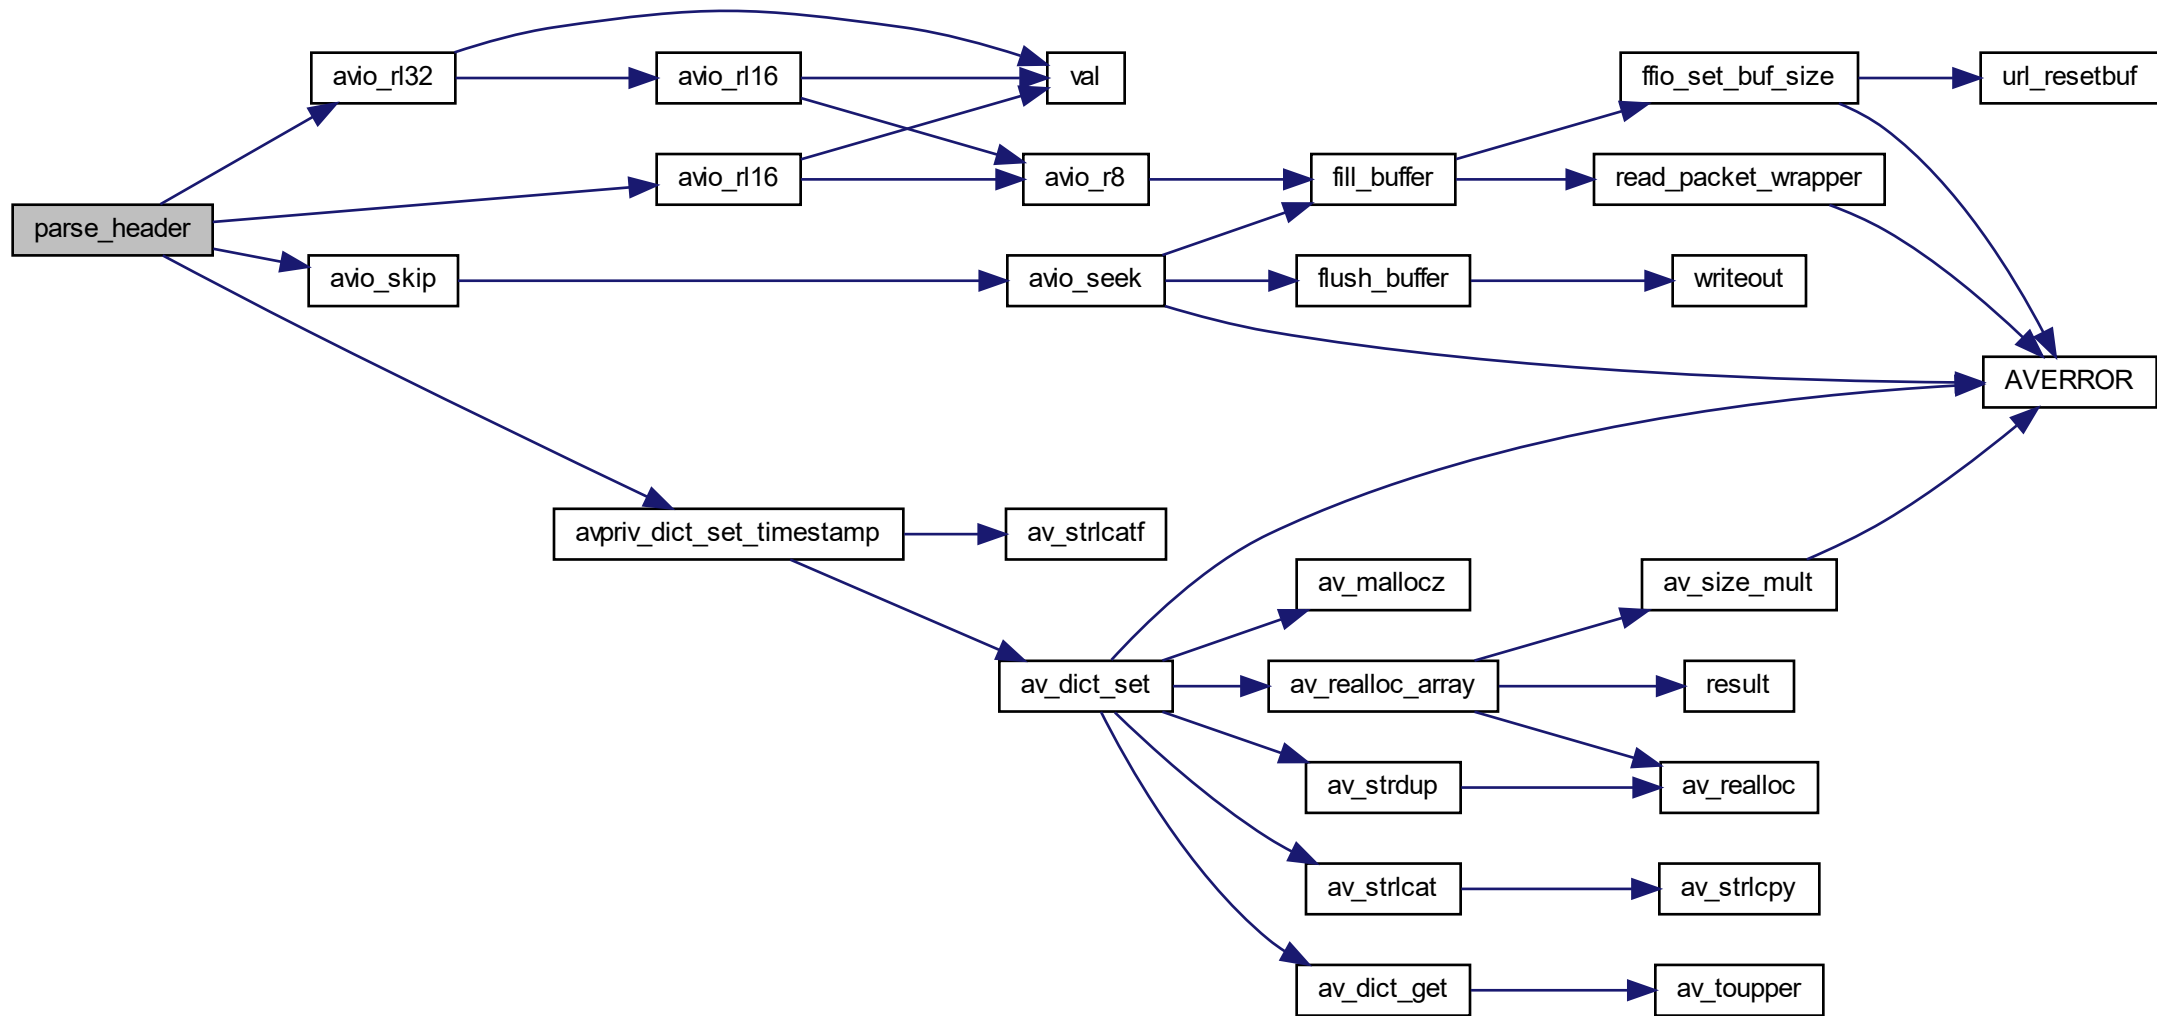 parse_header
avio_rl32
avio_rl16
val
avio_rl16
avio_r8
avio_skip
avio_seek
fill_buffer
flush_buffer
ffio_set_buf_size
read_packet_wrapper
writeout
url_resetbuf
AVERROR
avpriv_dict_set_timestamp
av_strlcatf
av_dict_set
av_mallocz
av_realloc_array
av_strdup
av_strlcat
av_dict_get
av_size_mult
result
av_realloc
av_strlcpy
av_toupper